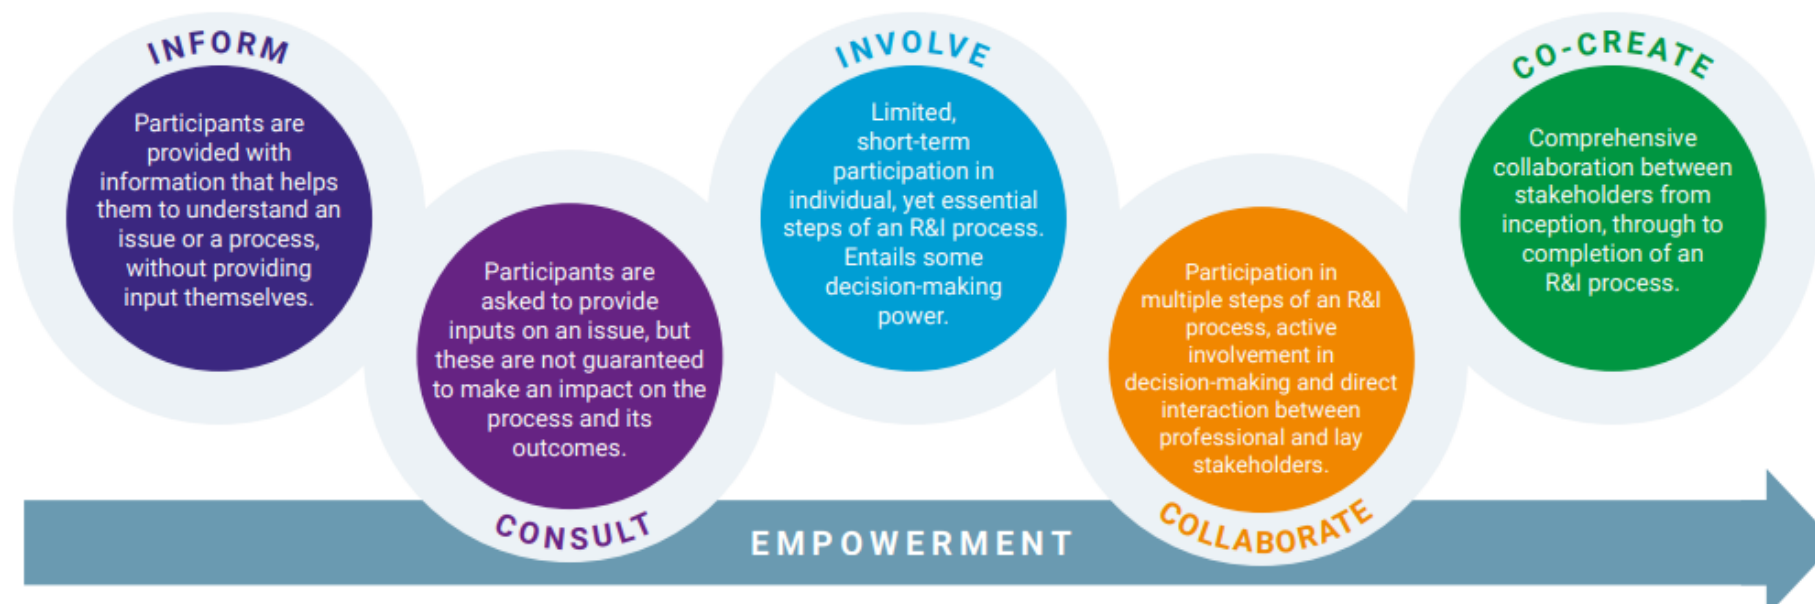 INFORM
Participants are
provided with
information that helps
them to understand an
issue or a process,
without providing
input themselves.
Participants are
asked to provide
inputs on an issue, but
these are not guaranteed
to make an impact on the
process and its
outcomes.
CONSULT
INVOLVE
Limited,
short-term
participation in
individual, yet essential
steps of an R&I process.
Entails some
decision-making
power.
Participation in
multiple steps of an R&I
process, active
involvement in
decision-making and direct
interaction between
professional and lay
stakeholders.
COLLABORATE
CO-CREATE
Comprehensive
collaboration between
stakeholders from
inception, through to
completion of an
R&I process.
EMPOWERMENT